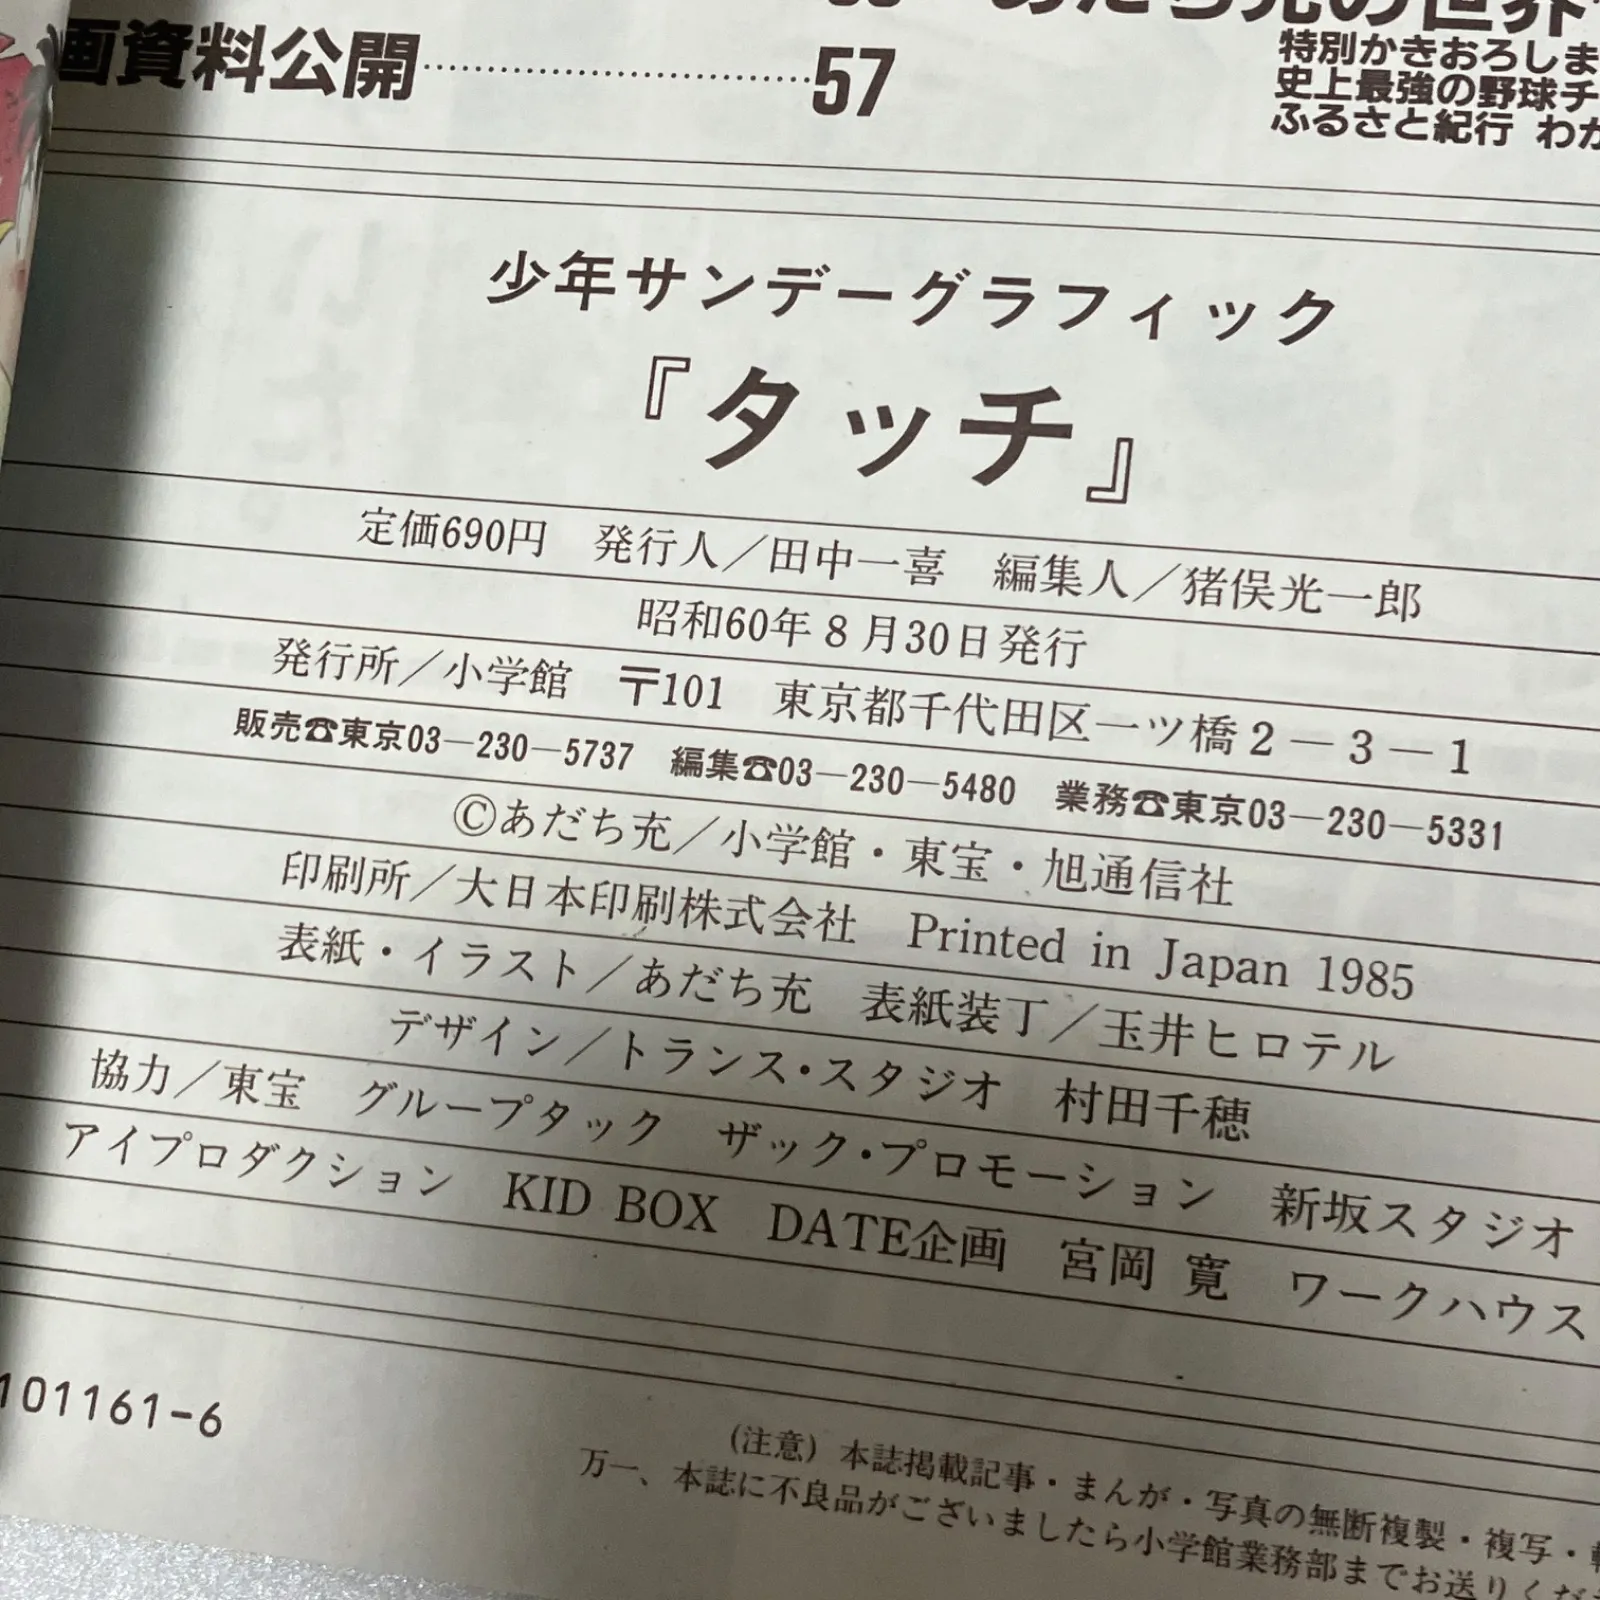 画資料公開…………………57
あだち充の世界
特別かきおろしま
史上最強の野球チ
ふるさと紀行 わか
少年サンデーグラフィック
『タッチ』
定価690円 発行人／田中一喜 編集人／猪俣光一郎
昭和60年8月30日発行
発行所／小学館 〒101 東京都千代田区一ツ橋2－3－1
販売☎東京03－230－5737 編集☎03－230－5480 業務☎東京03－230－5331
©あだち充／小学館・東宝・旭通信社
印刷所／大日本印刷株式会社 Printed in Japan 1985
表紙・イラスト／あだち充 表紙装丁／玉井ヒロテル
デザイン／トランス・スタジオ 村田千穂
協力／東宝 グループタック ザック・プロモーション 新坂スタジオ
アイプロダクション KID BOX DATE企画 宮岡 寛 ワークハウス
101161-6
(注意) 本誌掲載記事・まんが・写真の無断複製・複写・
万一、本誌に不良品がございましたら小学館業務部までお送りくだ